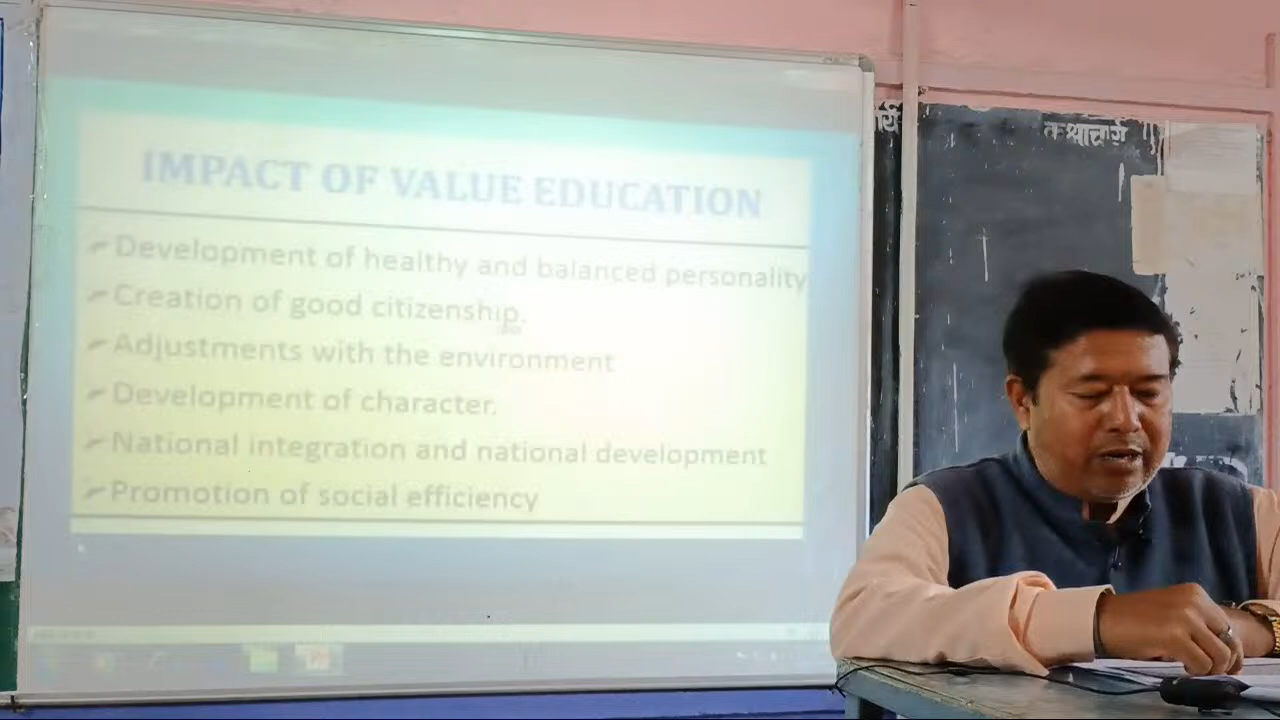 IMPACT OF VALUE EDUCATION
Development of healthy and balanced personality
Creation of good citizenship.
Adjustments with the environment
Development of character.
National integration and national development
Promotion of social efficiency